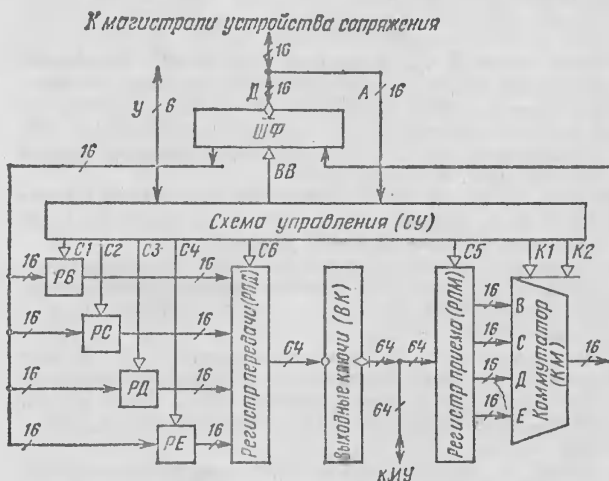 К магистрали устройства сопряжения
16
У 6
Д 16
А 16
ШФ
16
ВВ
Схема управления (СУ)
С1 С2 С3 С4 С6 С5 К1 К2
16 РВ 16
16 РС 16
16 РД 16
16 РЕ 16
Регистр передачи (РПД)
64
Выходные ключи (ВК)
64 64
64
КМУ
Регистр приема (РПМ)
16 В
16 С
16 Д
16 Е
Коммутатор (КМ)
16